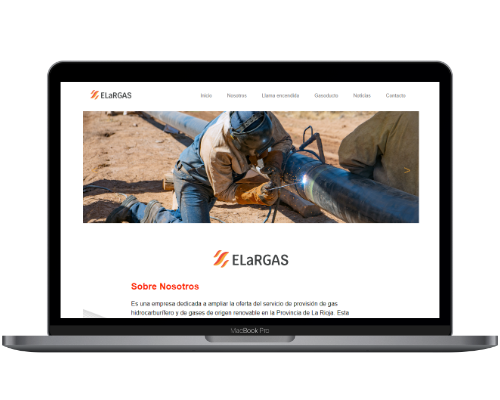 ELaRGAS
Inicio Nosotros Llama encendida Gasoducto Noticias Contacto
ELaRGAS
Sobre Nosotros
Es una empresa dedicada a ampliar la oferta del servicio de provisión de gas
hidrocarburífero y de gases de origen renovable en la Provincia de La Rioja. Esta
MacBook Pro